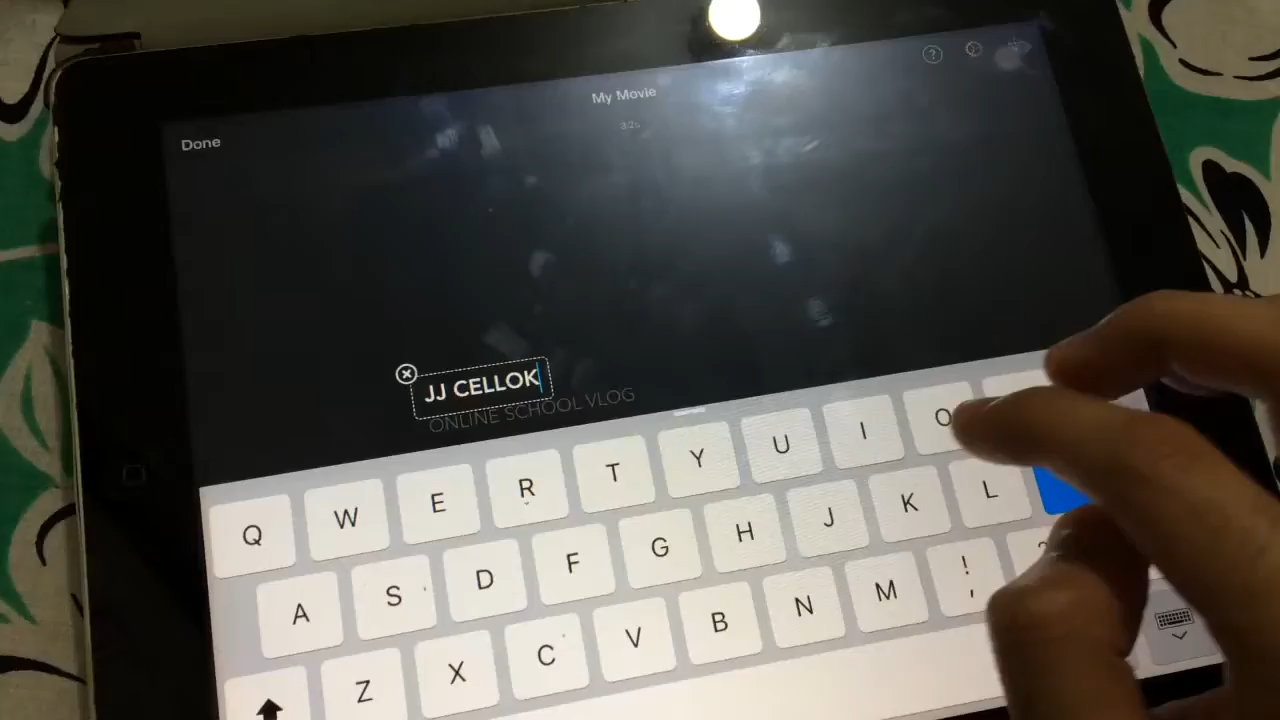 My Movie
Done
JJ CELLOK
ONLINE SCHOOL VLOG
Q W E R T Y U I O
A S D F G H J K L
Z X C V B N M ! ,